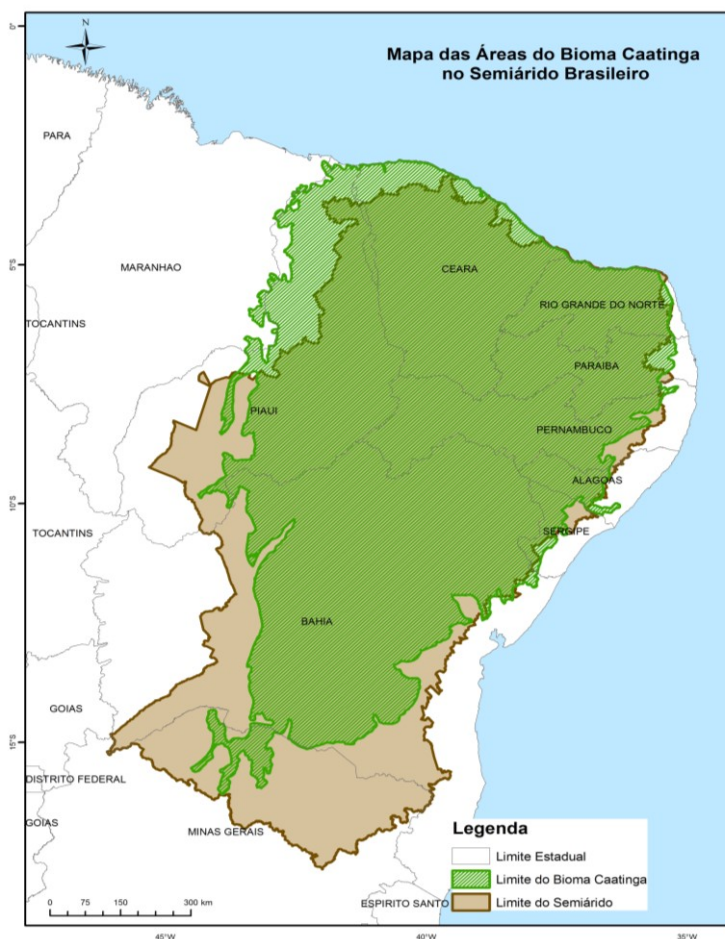 0°
N
Mapa das Áreas do Bioma Caatinga
no Semiárido Brasileiro
PARA
MARANHAO
CEARA
5°S
RIO GRANDE DO NORTE
TOCANTINS
PARAIBA
PIAUI
PERNAMBUCO
ALAGOAS
10°S
TOCANTINS
SERGIPE
BAHIA
GOIAS
15°S
DISTRITO FEDERAL
GOIAS
MINAS GERAIS
Legenda
Limite Estadual
Limite do Bioma Caatinga
Limite do Semiárido
ESPIRITO SANTO
0 75 150 300 km
45°W 40°W 35°W